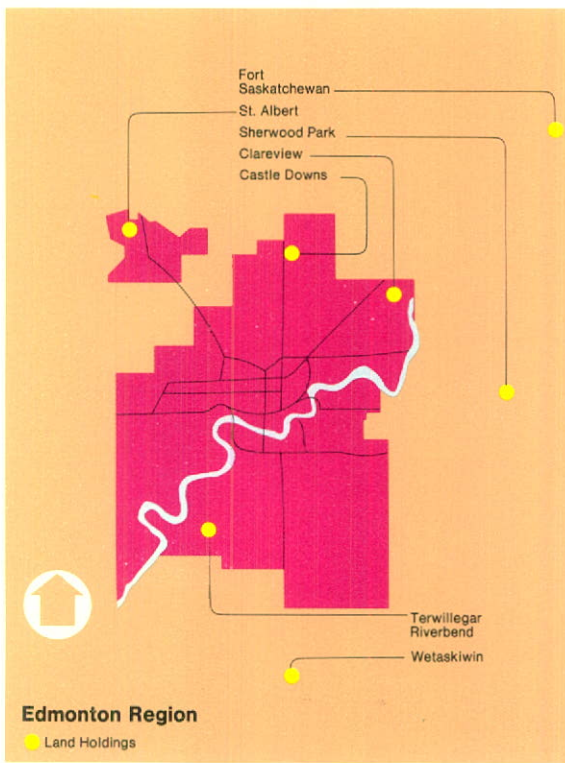 Fort
Saskatchewan
St. Albert
Sherwood Park
Clareview
Castle Downs
Terwillegar
Riverbend
Wetaskiwin
Edmonton Region
Land Holdings